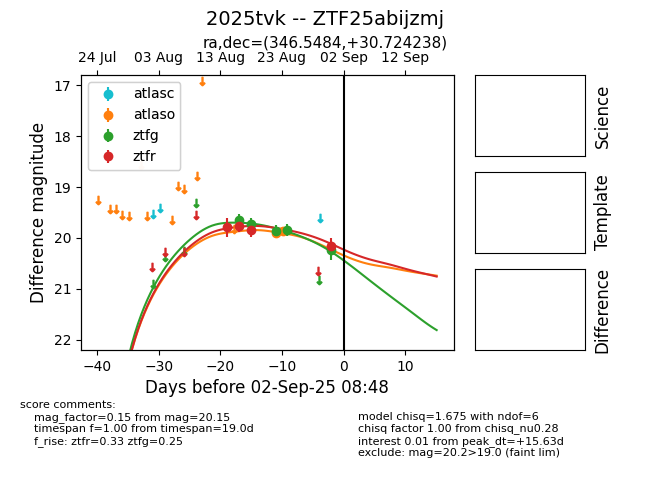 2025tvk -- ZTF25abijzmj
ra,dec=(346.5484,+30.724238)
24 Jul 03 Aug 13 Aug 23 Aug 02 Sep 12 Sep
atlasc
atlaso
ztfg
ztfr
17
18
19
20
21
22
Difference magnitude
−40 −30 −20 −10 0 10
Days before 02-Sep-25 08:48
Science
Template
Difference
score comments:
mag_factor=0.15 from mag=20.15
timespan f=1.00 from timespan=19.0d
f_rise: ztfr=0.33 ztfg=0.25
model chisq=1.675 with ndof=6
chisq factor 1.00 from chisq_nu0.28
interest 0.01 from peak_dt=+15.63d
exclude: mag=20.2>19.0 (faint lim)